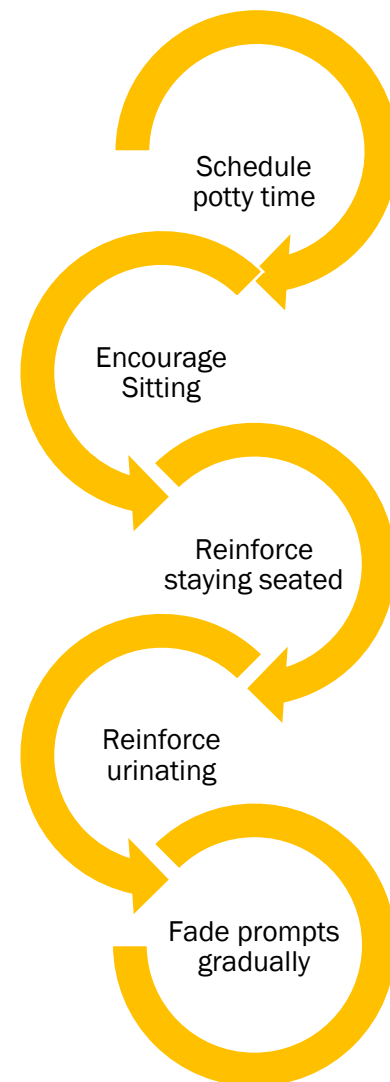 Schedule
potty time
Encourage
Sitting
Reinforce
staying seated
Reinforce
urinating
Fade prompts
gradually